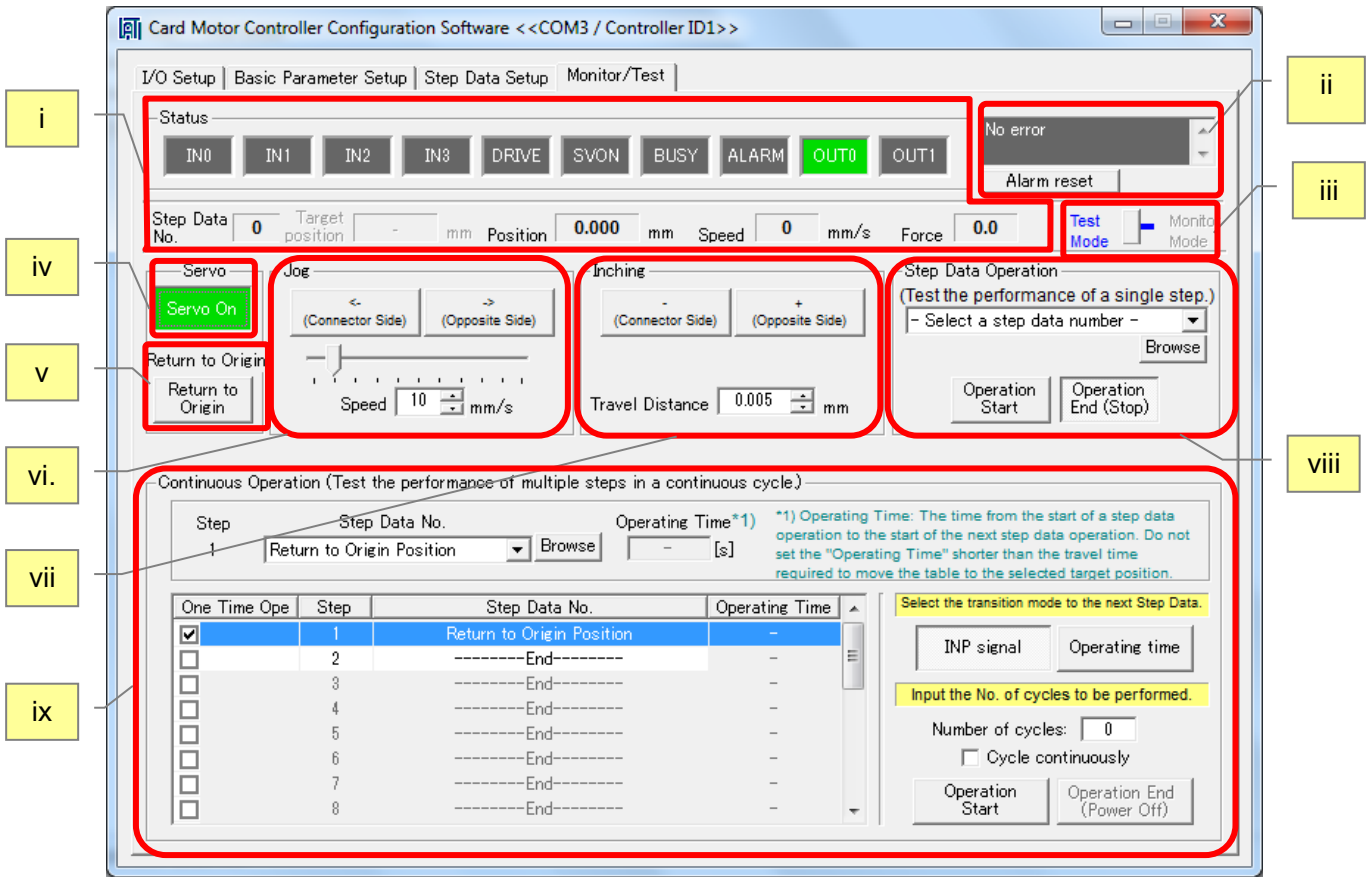 Card Motor Controller Configuration Software <<COM3 / Controller ID1>>
I/O Setup Basic Parameter Setup Step Data Setup Monitor/Test
i
ii
iii
iv
v
vi.
vii
viii
ix
Status
IN0 IN1 IN2 IN3 DRIVE SVON BUSY ALARM OUT0 OUT1
No error
Alarm reset
Step Data No. 0 Target position - mm Position 0.000 mm Speed 0 mm/s Force 0.0
Test Mode
Monito Mode
Servo
Servo On
Return to Origin
Return to Origin
Jog
<- (Connector Side)
-> (Opposite Side)
Speed 10 mm/s
Inching
- (Connector Side)
+ (Opposite Side)
Travel Distance 0.005 mm
Step Data Operation
(Test the performance of a single step.)
- Select a step data number -
Browse
Operation Start
Operation End (Stop)
Continuous Operation (Test the performance of multiple steps in a continuous cycle.)
Step Step Data No. Operating Time*1)
1 Return to Origin Position Browse - [s]
*1) Operating Time: The time from the start of a step data
operation to the start of the next step data operation. Do not
set the "Operating Time" shorter than the travel time
required to move the table to the selected target position.
One Time Ope Step Step Data No. Operating Time
1 Return to Origin Position -
2 --------End-------- -
3 --------End-------- -
4 --------End-------- -
5 --------End-------- -
6 --------End-------- -
7 --------End-------- -
8 --------End-------- -
Select the transition mode to the next Step Data.
INP signal Operating time
Input the No. of cycles to be performed.
Number of cycles: 0
Cycle continuously
Operation Start
Operation End (Power Off)